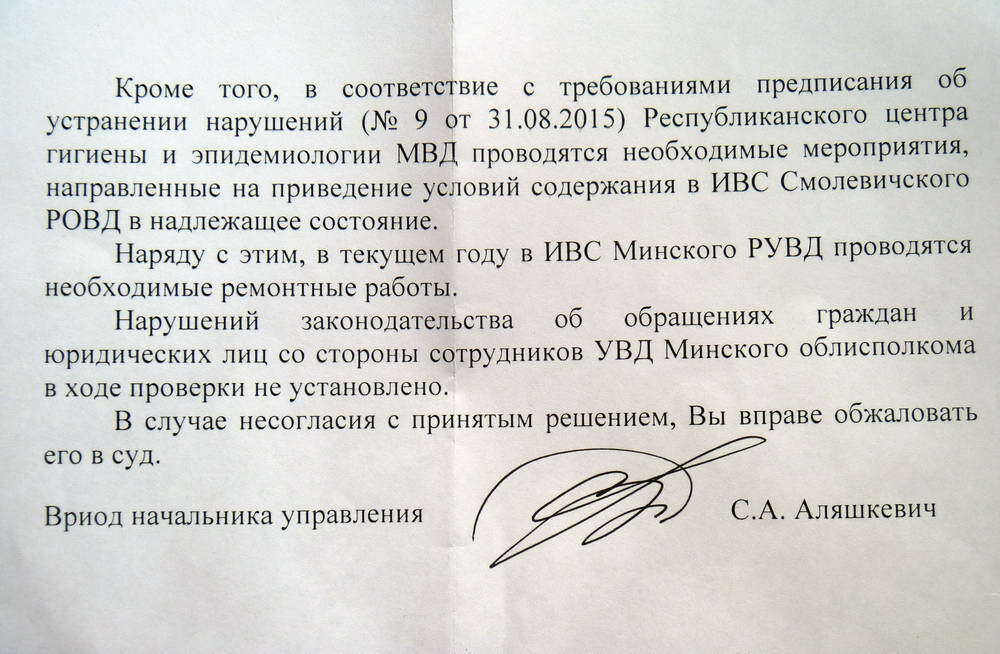 Кроме того, в соответствие с требованиями предписания об
устранении нарушений (№ 9 от 31.08.2015) Республиканского центра
гигиены и эпидемиологии МВД проводятся необходимые мероприятия,
направленные на приведение условий содержания в ИВС Смолевичского
РОВД в надлежащее состояние.
Наряду с этим, в текущем году в ИВС Минского РУВД проводятся
необходимые ремонтные работы.
Нарушений законодательства об обращениях граждан и
юридических лиц со стороны сотрудников УВД Минского облисполкома
в ходе проверки не установлено.
В случае несогласия с принятым решением, Вы вправе обжаловать
его в суд.
Вриод начальника управления С.А. Аляшкевич